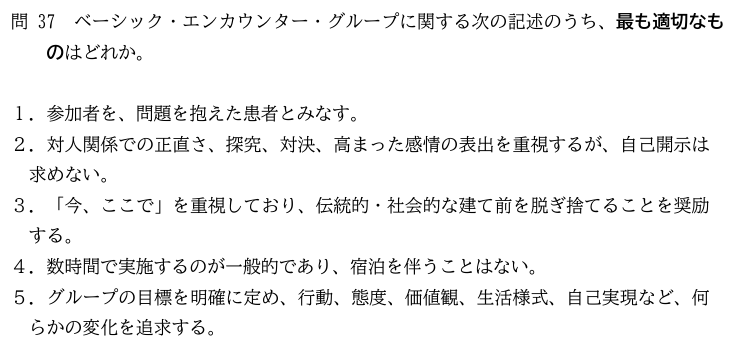 問 37　ベーシック・エンカウンター・グループに関する次の記述のうち、最も適切なも
のはどれか。
１．参加者を、問題を抱えた患者とみなす。
２．対人関係での正直さ、探究、対決、高まった感情の表出を重視するが、自己開示は
求めない。
３．「今、ここで」を重視しており、伝統的・社会的な建て前を脱ぎ捨てることを奨励
する。
４．数時間で実施するのが一般的であり、宿泊を伴うことはない。
５．グループの目標を明確に定め、行動、態度、価値観、生活様式、自己実現など、何
らかの変化を追求する。